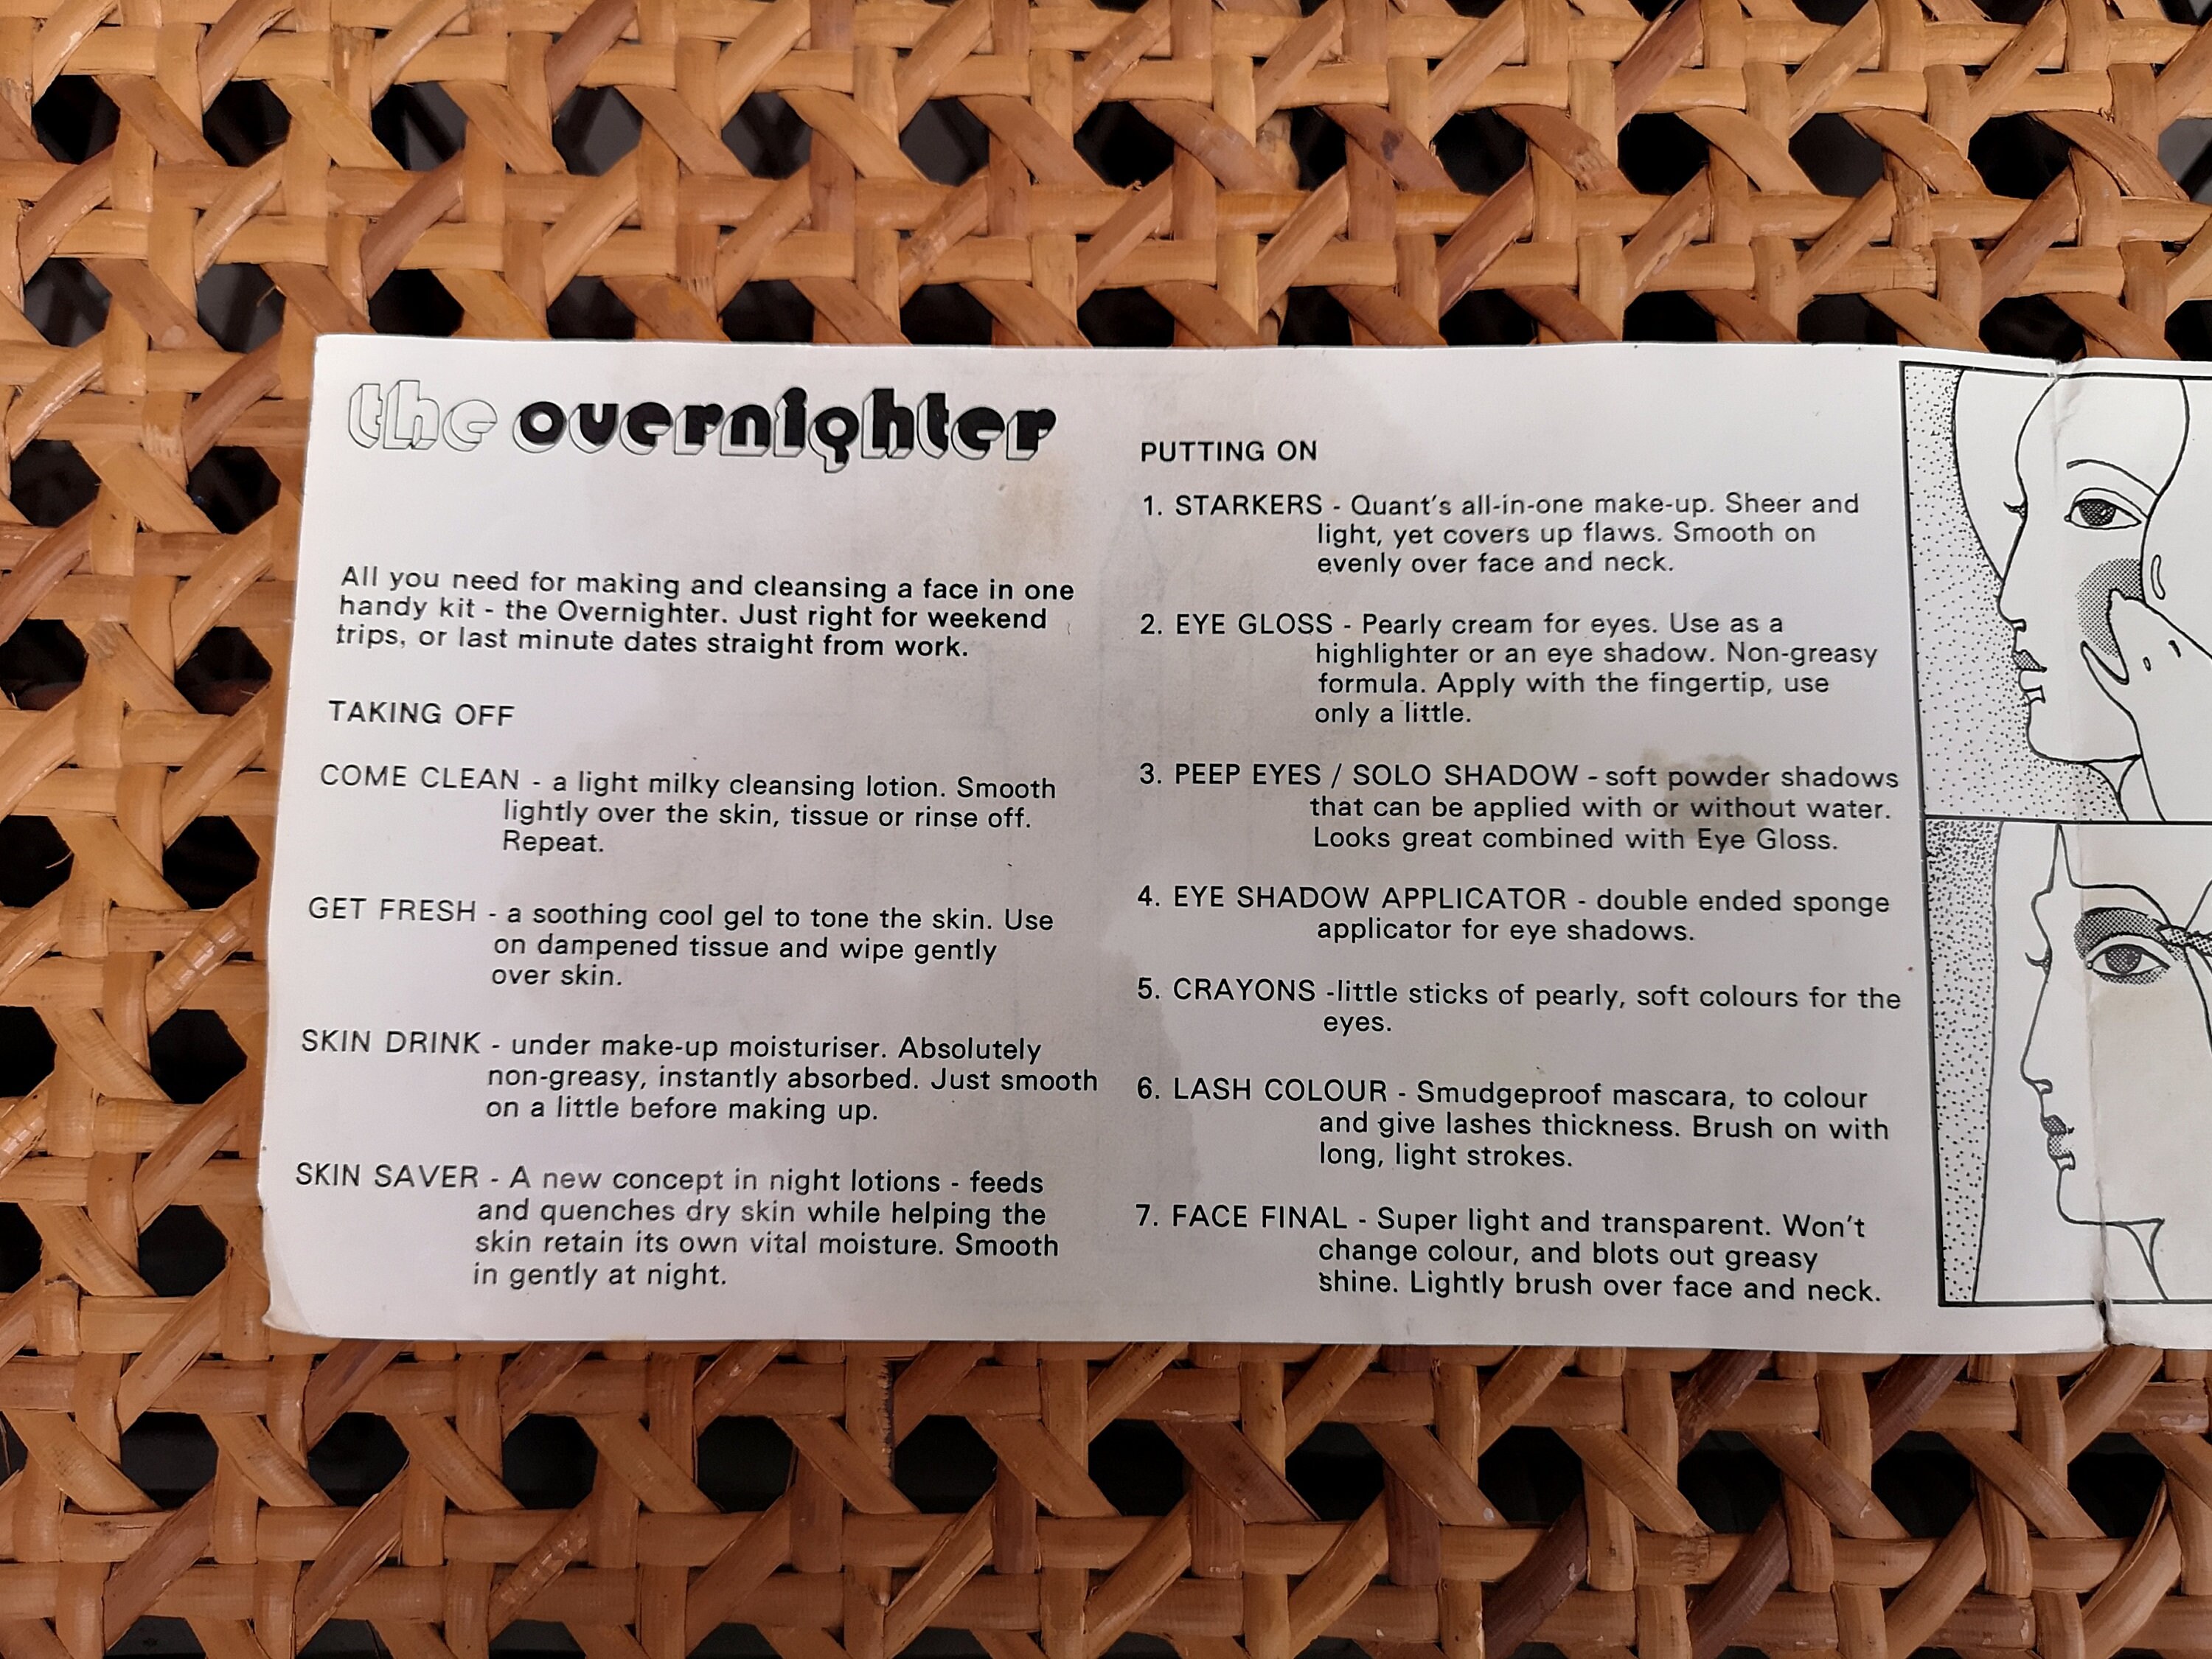 the overnighter
All you need for making and cleansing a face in one
handy kit - the Overnighter. Just right for weekend
trips, or last minute dates straight from work.
TAKING OFF
COME CLEAN - a light milky cleansing lotion. Smooth
lightly over the skin, tissue or rinse off.
Repeat.
GET FRESH - a soothing cool gel to tone the skin. Use
on dampened tissue and wipe gently
over skin.
SKIN DRINK - under make-up moisturiser. Absolutely
non-greasy, instantly absorbed. Just smooth
on a little before making up.
SKIN SAVER - A new concept in night lotions - feeds
and quenches dry skin while helping the
skin retain its own vital moisture. Smooth
in gently at night.
PUTTING ON
1. STARKERS - Quant's all-in-one make-up. Sheer and
light, yet covers up flaws. Smooth on
evenly over face and neck.
2. EYE GLOSS - Pearly cream for eyes. Use as a
highlighter or an eye shadow. Non-greasy
formula. Apply with the fingertip, use
only a little.
3. PEEP EYES / SOLO SHADOW - soft powder shadows
that can be applied with or without water.
Looks great combined with Eye Gloss.
4. EYE SHADOW APPLICATOR - double ended sponge
applicator for eye shadows.
5. CRAYONS -little sticks of pearly, soft colours for the
eyes.
6. LASH COLOUR - Smudgeproof mascara, to colour
and give lashes thickness. Brush on with
long, light strokes.
7. FACE FINAL - Super light and transparent. Won't
change colour, and blots out greasy
shine. Lightly brush over face and neck.